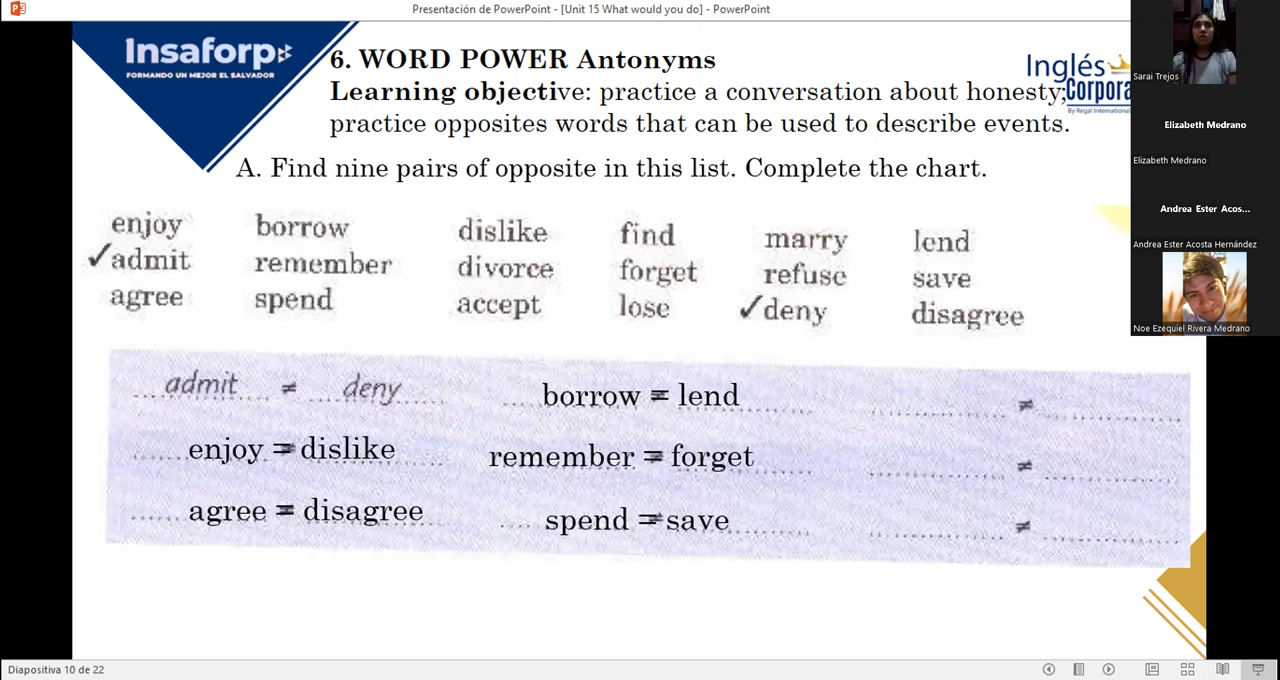 Presentación de PowerPoint - [Unit 15 What would you do] - PowerPoint
Insaforp
FORMANDO UN MEJOR EL SALVADOR
6. WORD POWER Antonyms
Learning objective: practice a conversation about honesty;
practice opposites words that can be used to describe events.
Inglés
Corpora
By Regal International
A. Find nine pairs of opposite in this list. Complete the chart.
enjoy borrow dislike find marry lend
✓admit remember divorce forget refuse save
agree spend accept lose ✓deny disagree
admit ≠ deny borrow = lend ≠
enjoy = dislike remember = forget ≠
agree = disagree spend = save ≠
Sarai Trejos
Elizabeth Medrano
Elizabeth Medrano
Andrea Ester Acos...
Andrea Ester Acosta Hernández
Noe Ezequiel Rivera Medrano
Diapositiva 10 de 22